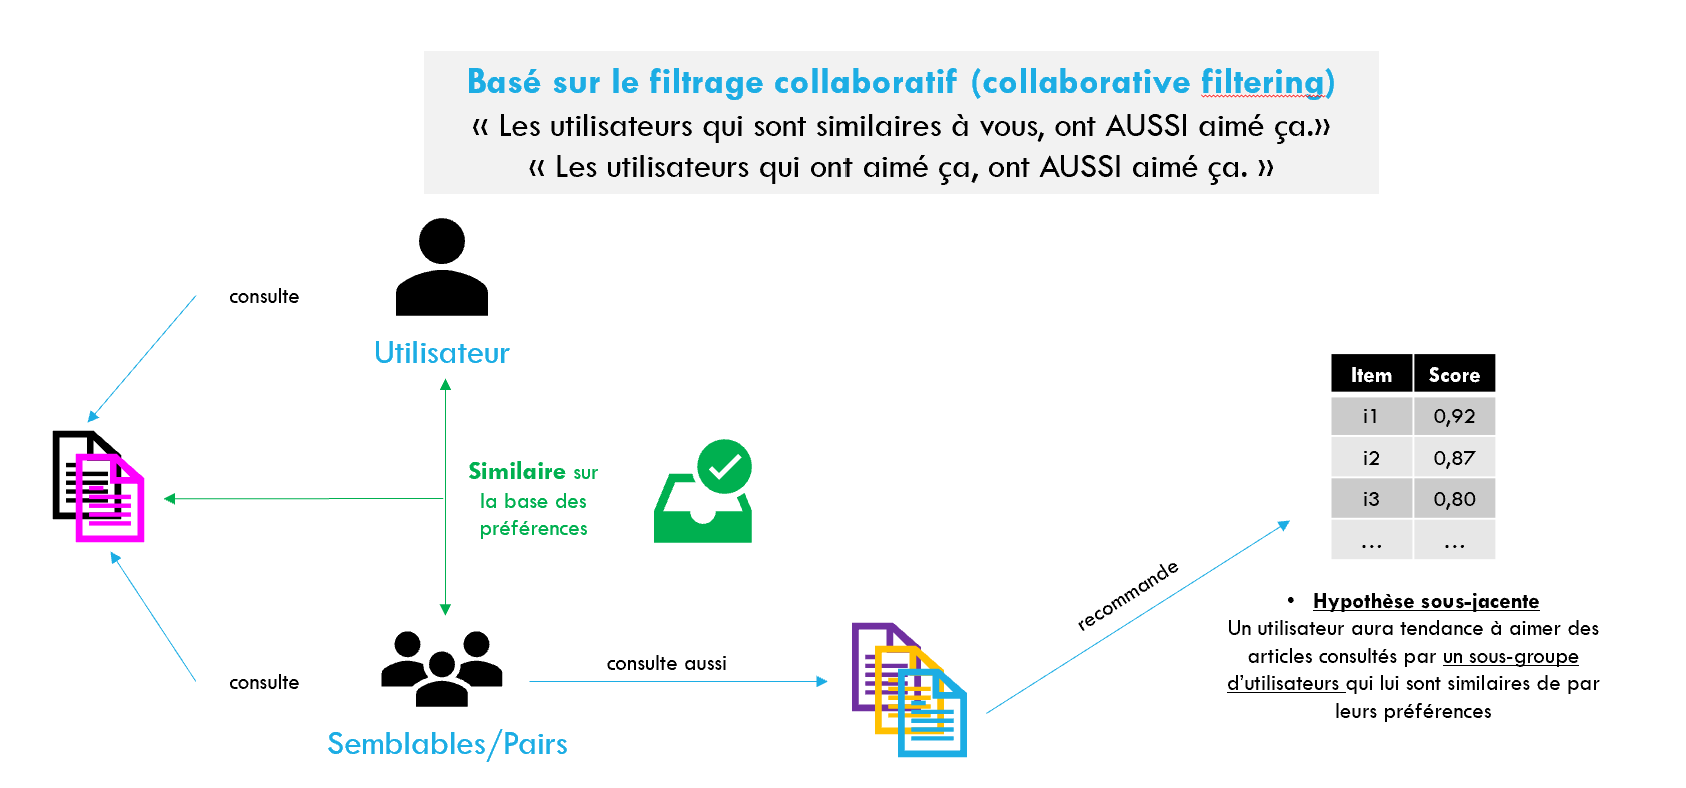 Basé sur le filtrage collaboratif (collaborative filtering)
« Les utilisateurs qui sont similaires à vous, ont AUSSI aimé ça.»
« Les utilisateurs qui ont aimé ça, ont AUSSI aimé ça. »
consulte
Utilisateur
Similaire sur
la base des
préférences
consulte
Semblables/Pairs
consulte aussi
recommande
Item Score
i1 0,92
i2 0,87
i3 0,80
... ...
• Hypothèse sous-jacente
Un utilisateur aura tendance à aimer des
articles consultés par un sous-groupe
d'utilisateurs qui lui sont similaires de par
leurs préférences